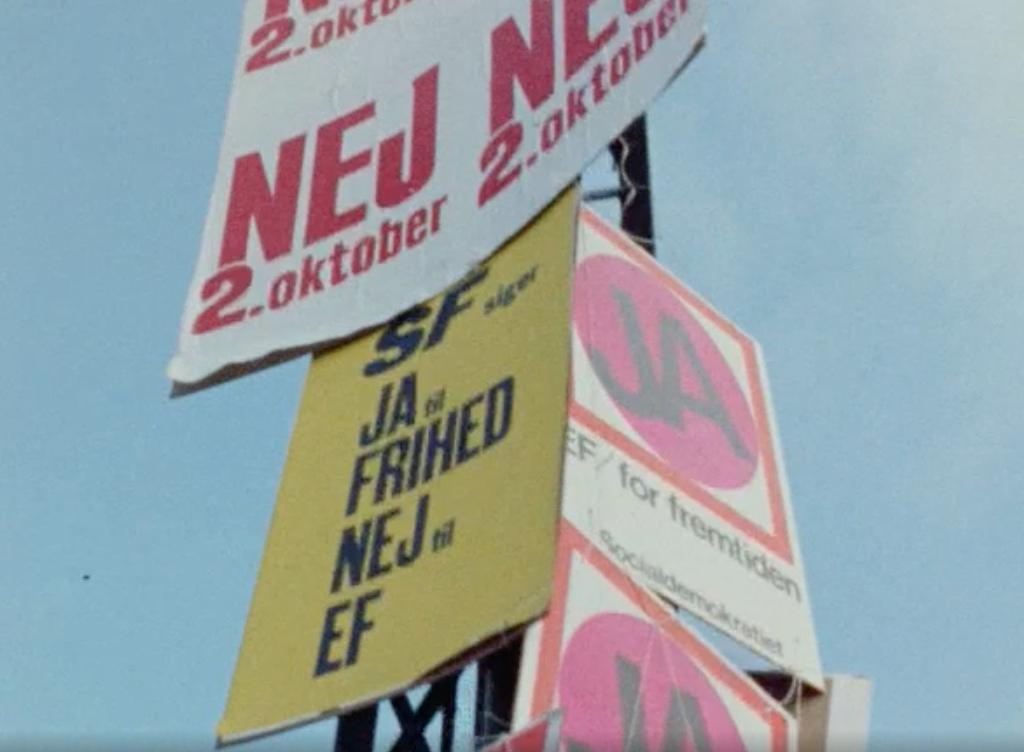 2.oktober
NEJ
2.oktober
NEJ
2.oktober
SF siger
JA til
FRIHED
NEJ til
EF
JA
EF for fremtiden
Socialdemokratiet
JA